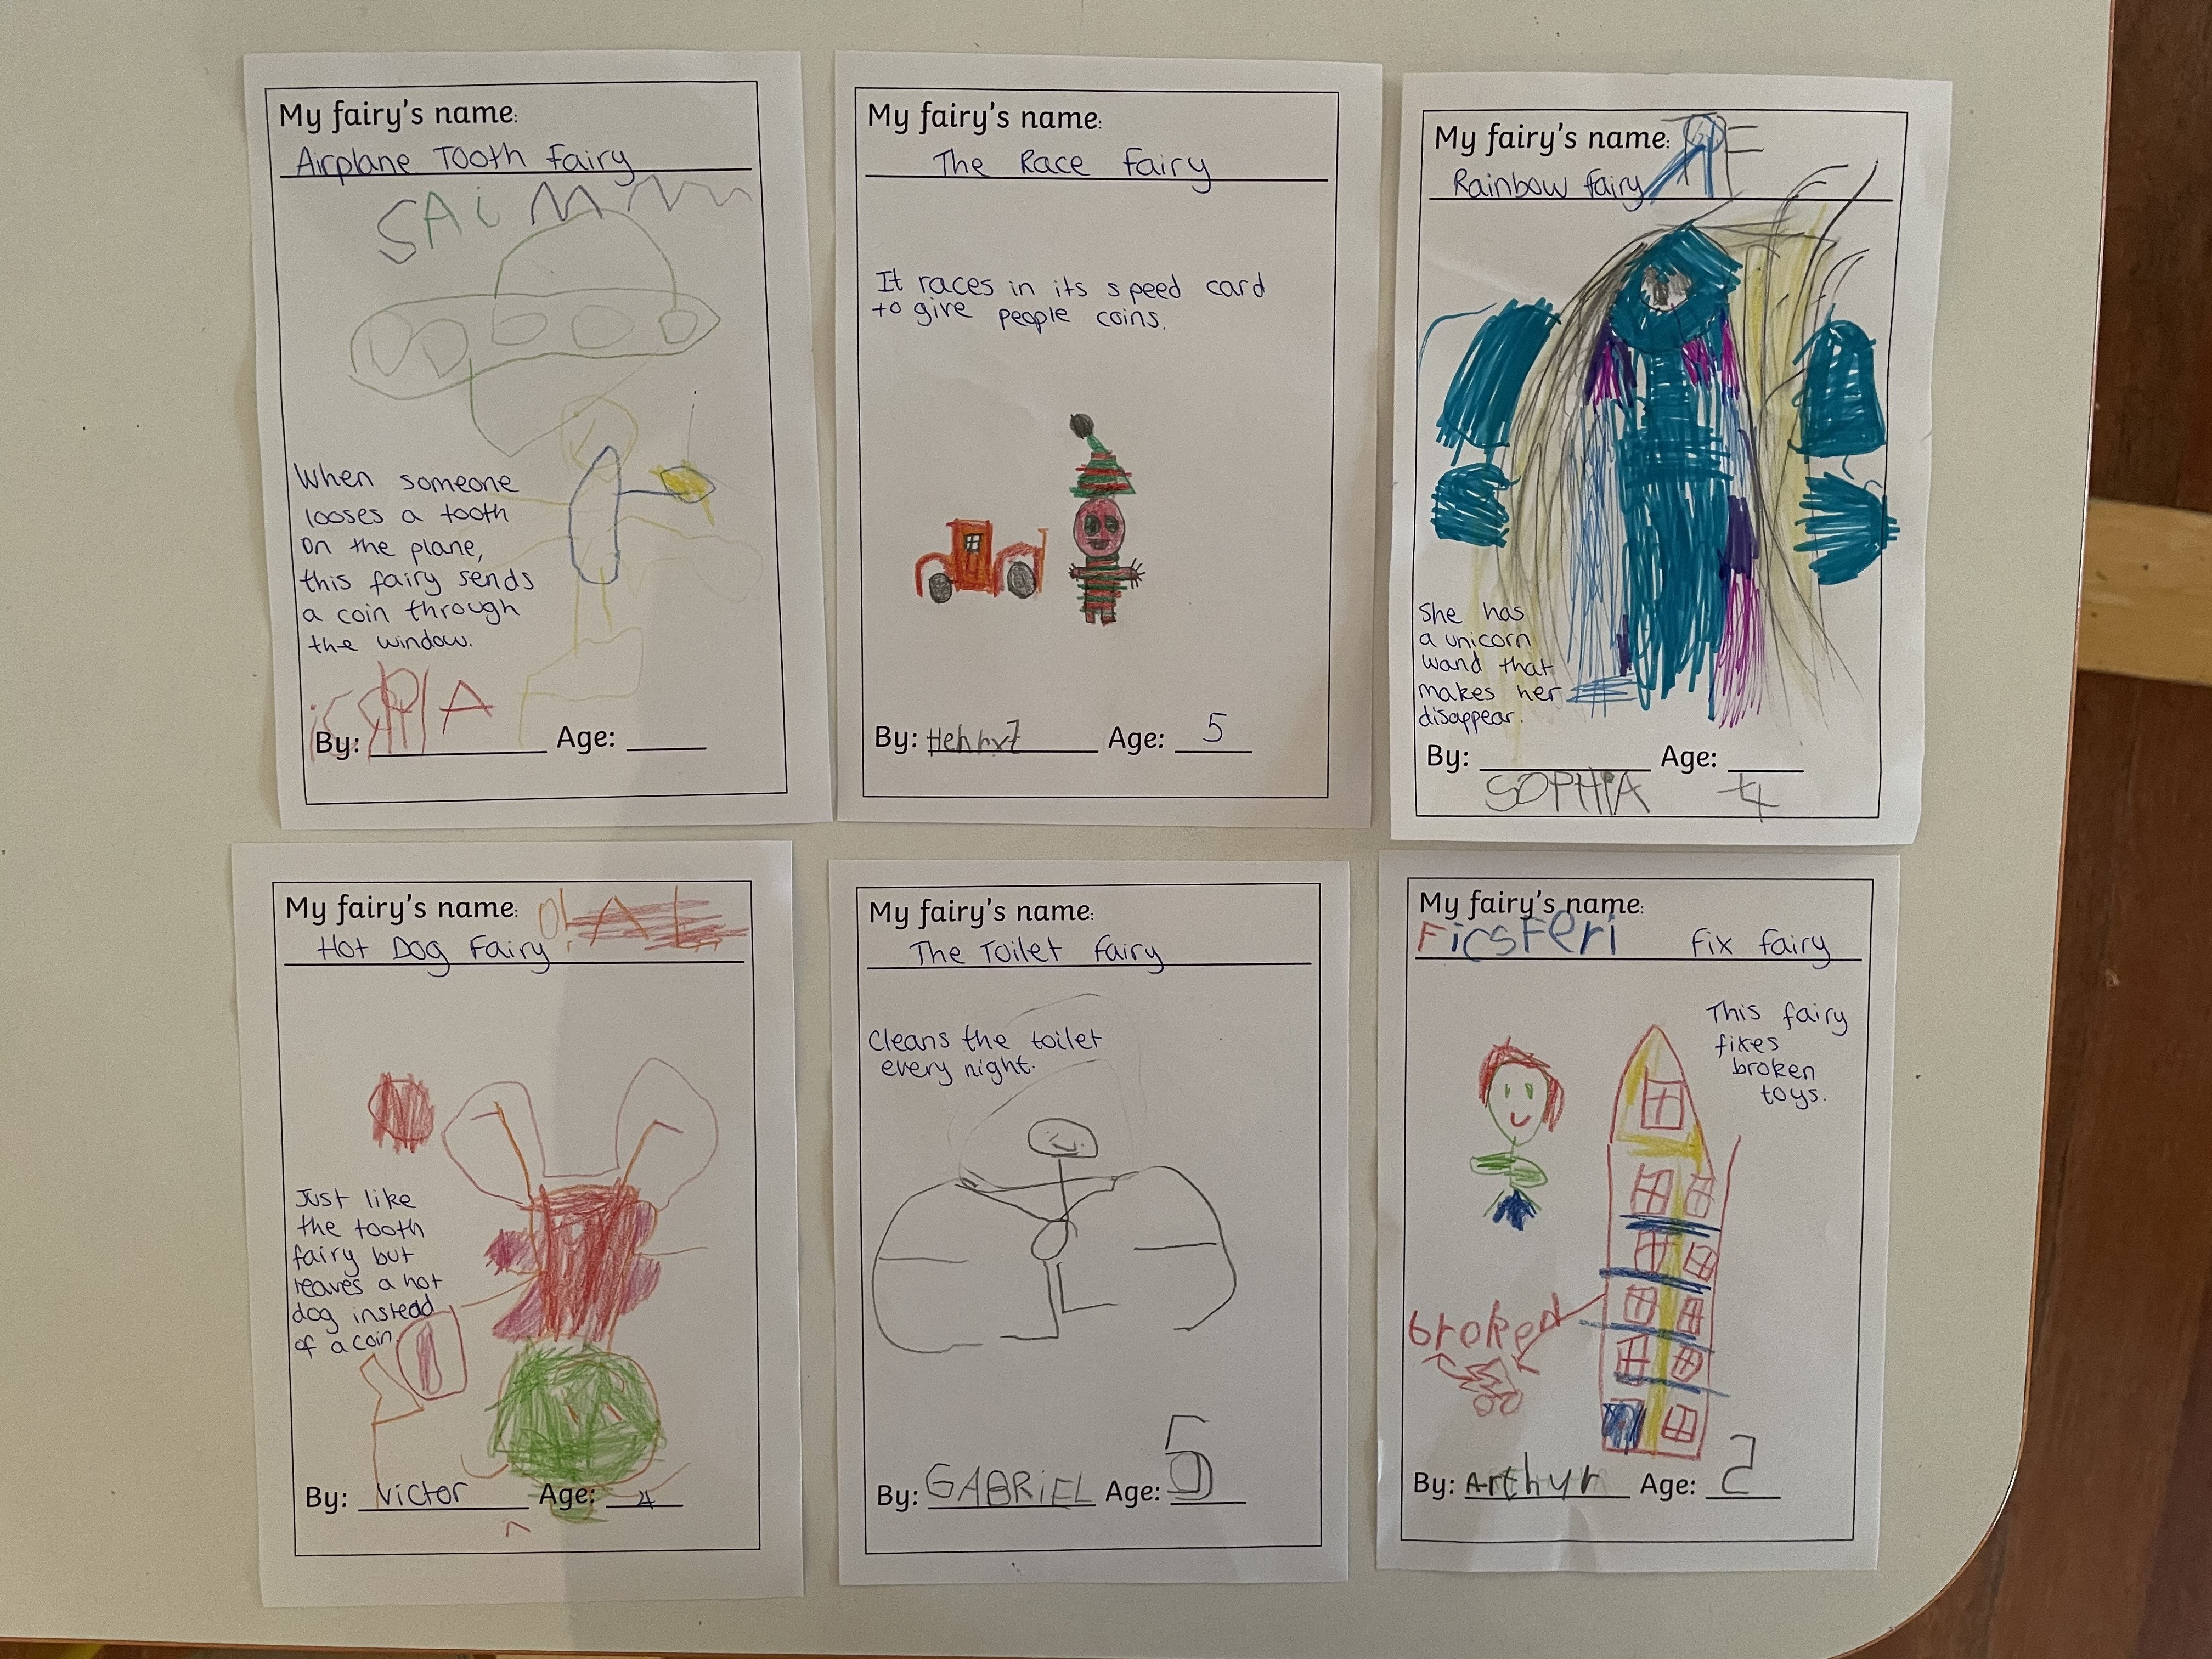 My fairy's name:
Airplane Tooth Fairy
SAi
When someone
looses a tooth
on the plane,
this fairy sends
a coin through
the window.
By:
Age:
My fairy's name:
The Race Fairy
It races in its speed card
to give people coins.
By:
Age: 5
My fairy's name:
Rainbow Fairy
She has
a unicorn
wand that
makes her
disappear.
By:
Age:
SOPHiA 4
My fairy's name:
Hot Dog Fairy
Just like
the tooth
fairy but
leaves a hot
dog instead
of a coin.
By: Victor Age: 4
My fairy's name:
The Toilet Fairy
Cleans the toilet
every night.
By: GABRiEL Age: 5
My fairy's name:
FicsFeri Fix Fairy
This fairy
fixes
broken
toys.
broken
By: Arthur Age: 5